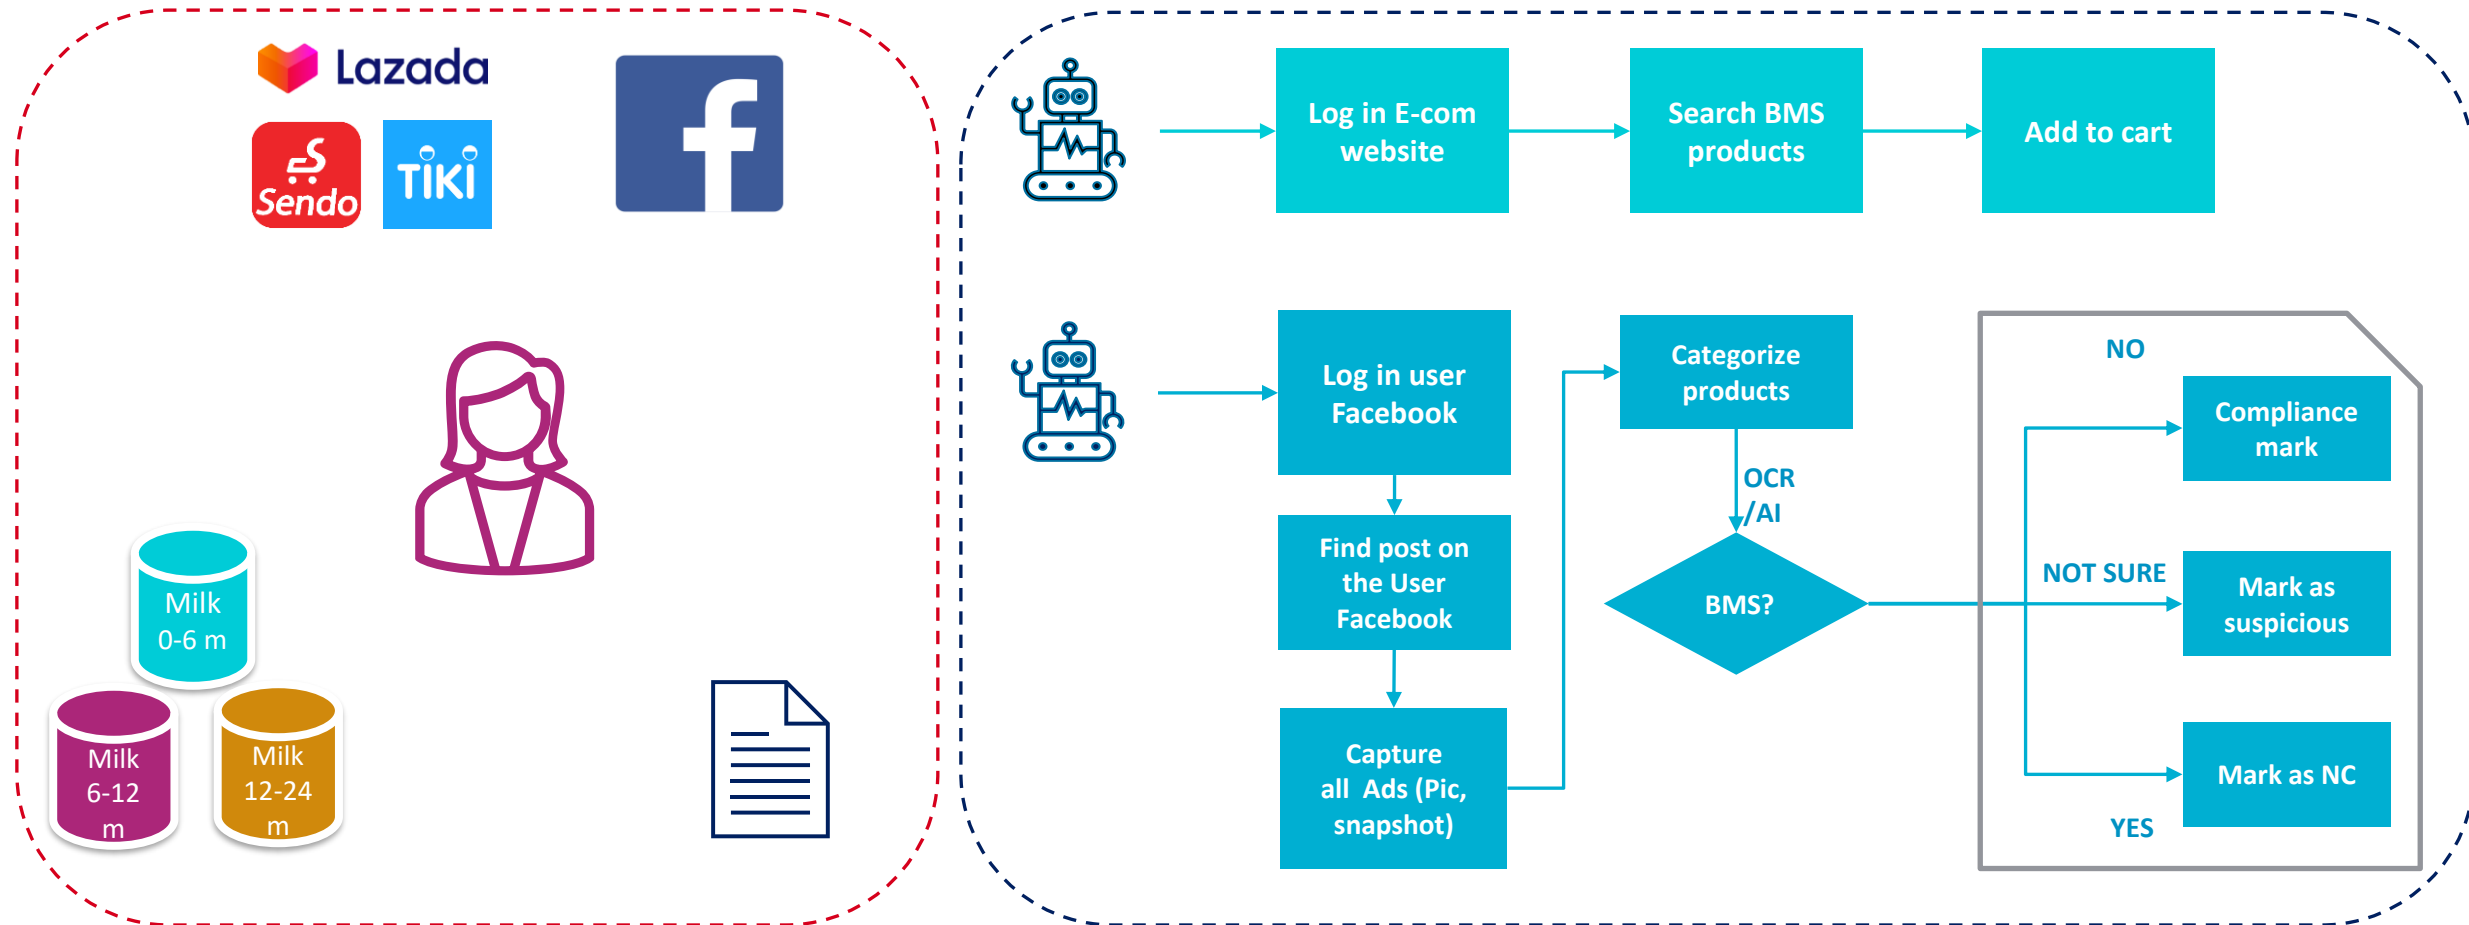 Lazada
Sendo
TiKi
Milk
0-6 m
Milk
6-12
m
Milk
12-24
m
Log in E-com
website
Search BMS
products
Add to cart
Log in user
Facebook
Find post on
the User
Facebook
Capture
all Ads (Pic,
snapshot)
Categorize
products
OCR
/AI
BMS?
NO
Compliance
mark
NOT SURE
Mark as
suspicious
Mark as NC
YES